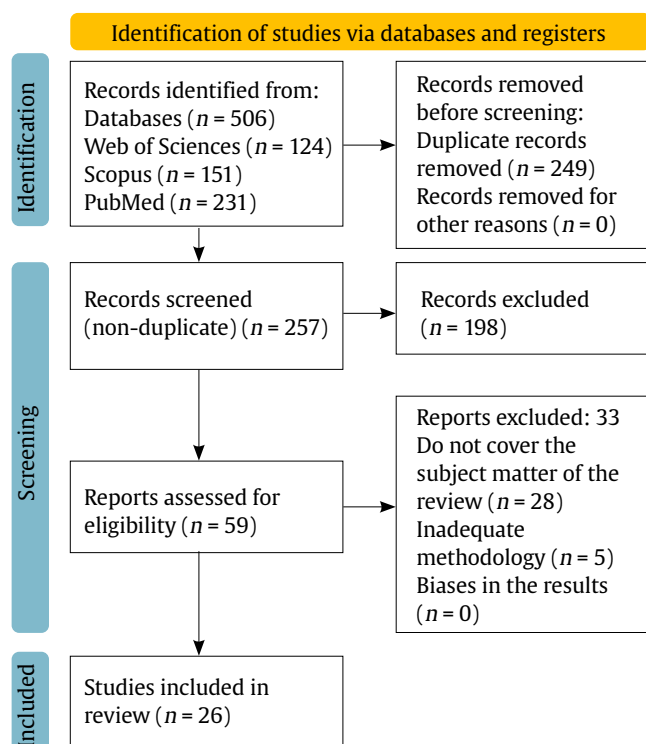 Identification of studies via databases and registers
Identification
Records identified from:
Databases (n = 506)
Web of Sciences (n = 124)
Scopus (n = 151)
PubMed (n = 231)
Records removed
before screening:
Duplicate records
removed (n = 249)
Records removed for
other reasons (n = 0)
Screening
Records screened
(non-duplicate) (n = 257)
Records excluded
(n = 198)
Reports assessed for
eligibility (n = 59)
Reports excluded: 33
Do not cover the
subject matter of the
review (n = 28)
Inadequate
methodology (n = 5)
Biases in the results
(n = 0)
Included
Studies included in
review (n = 26)